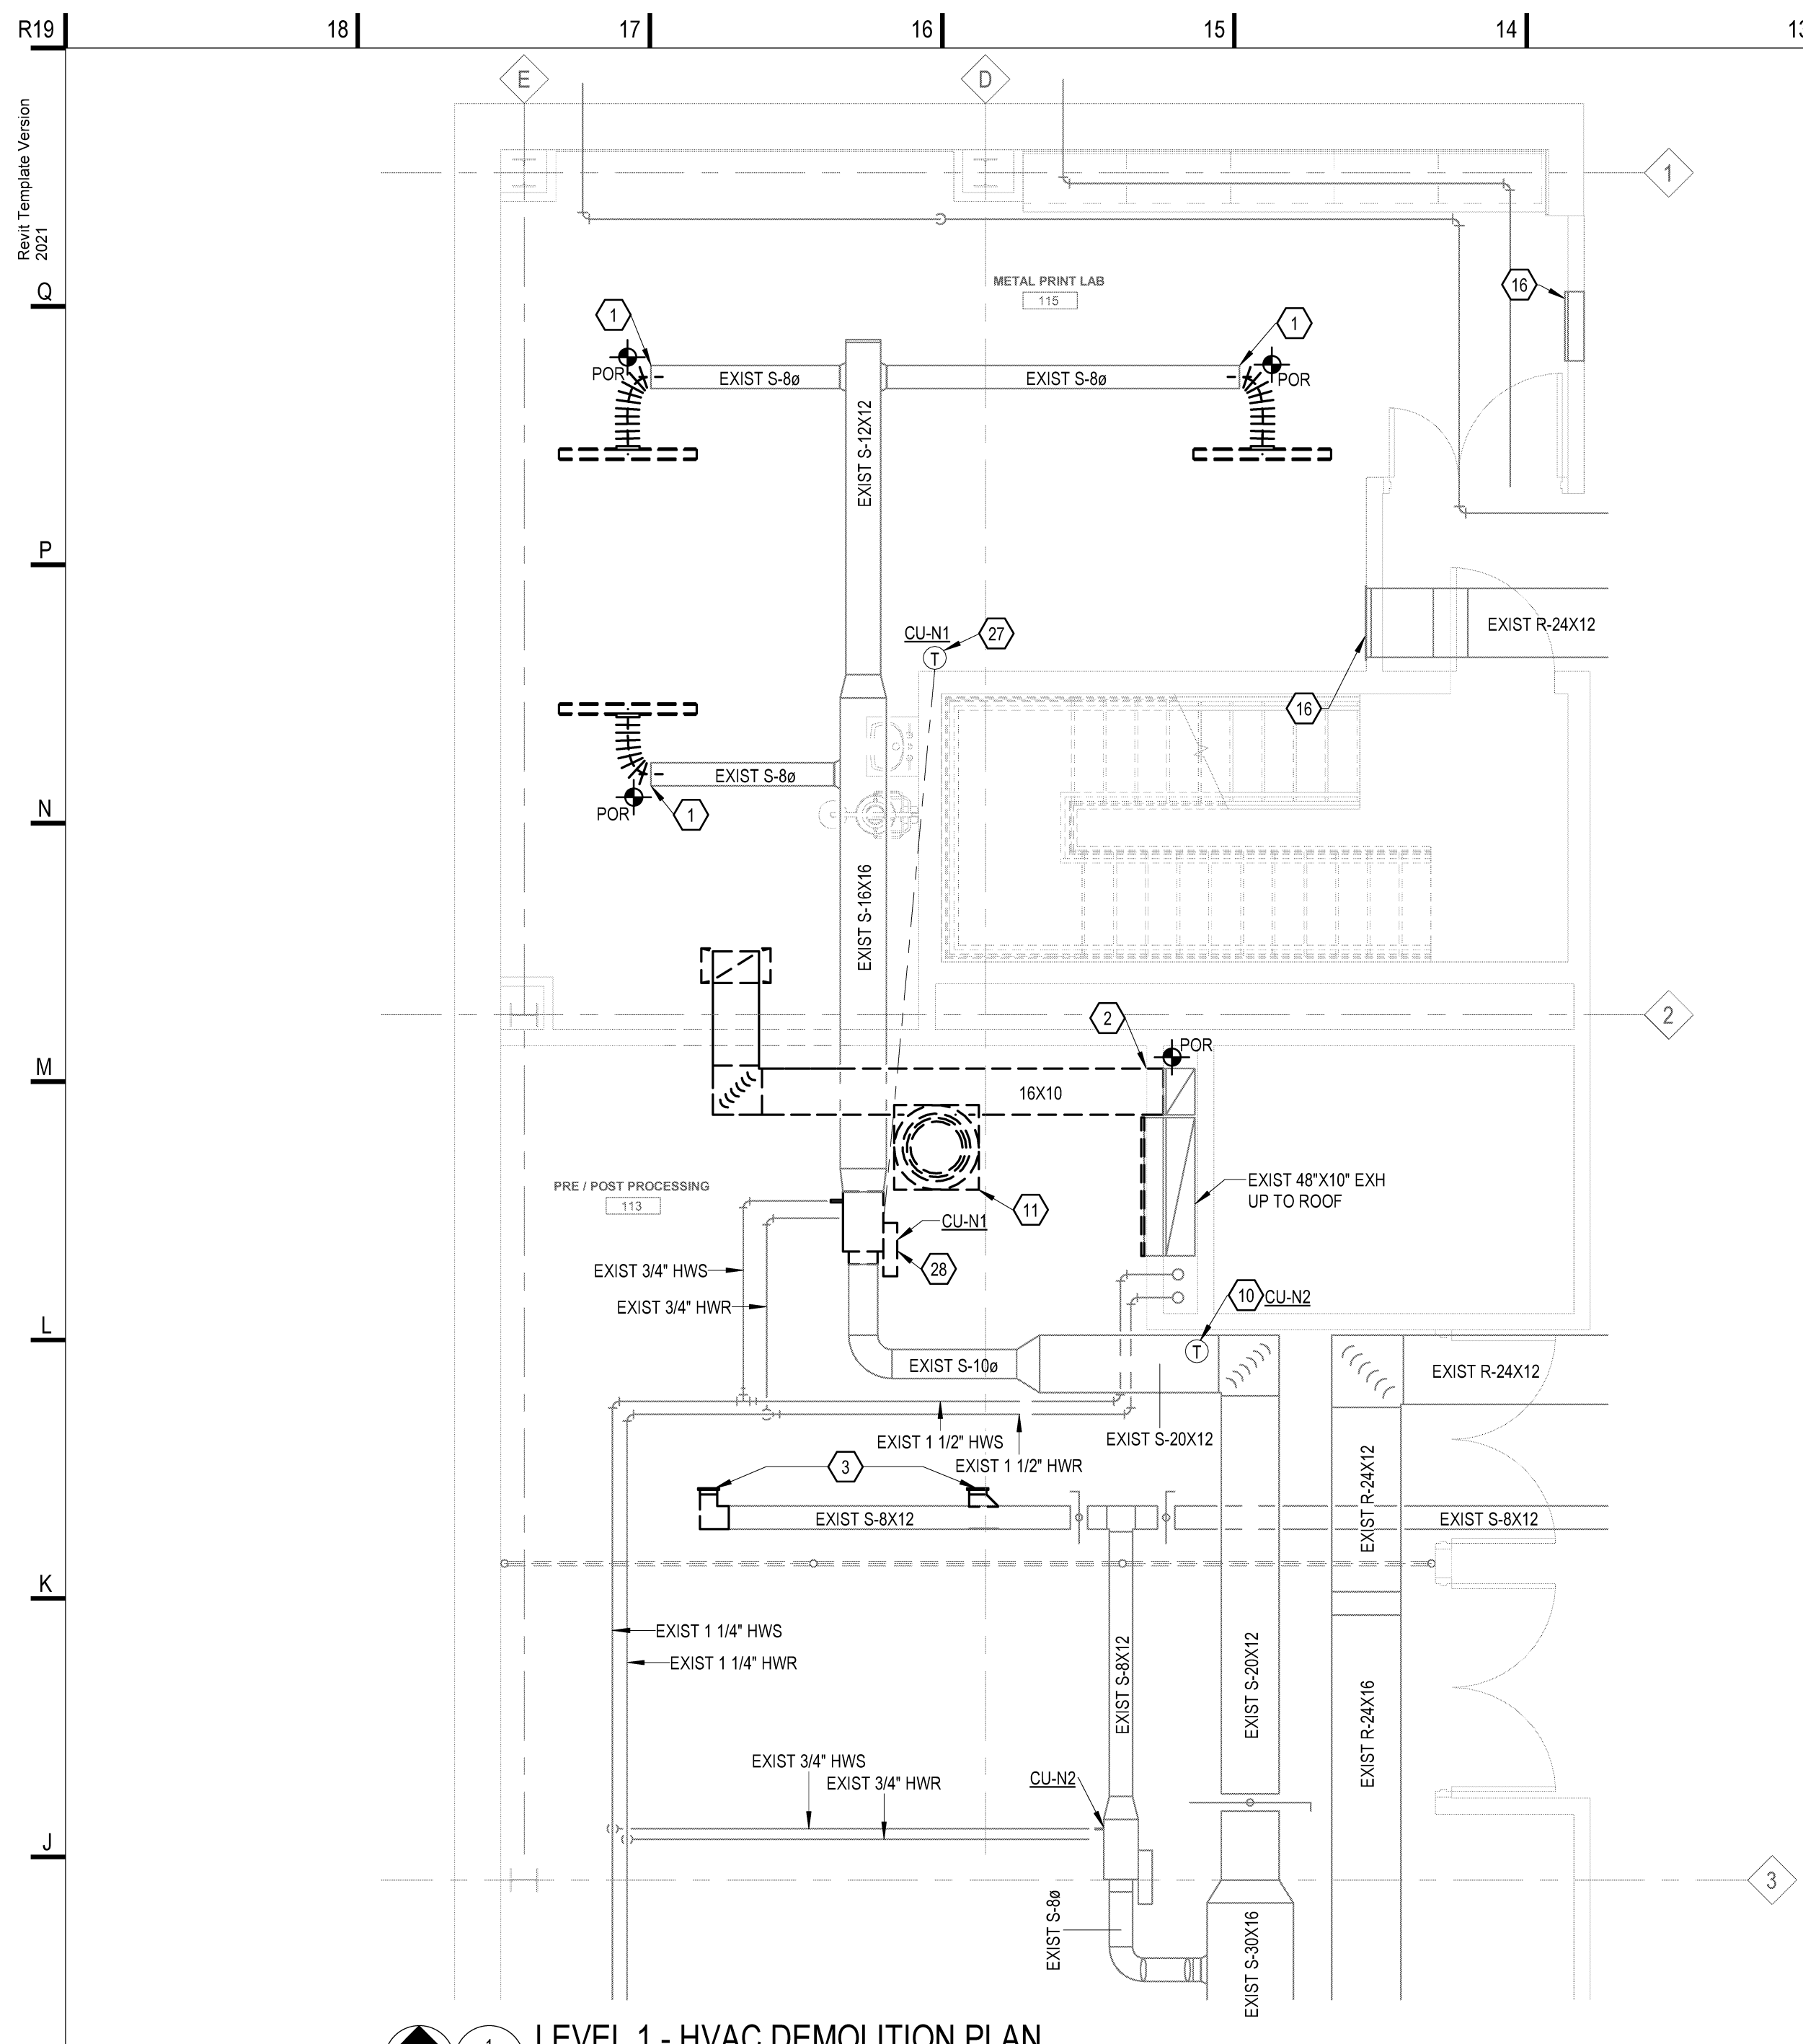 R19
18
17
16
15
14
13
Revit Template Version
2021
E
D
1
Q
METAL PRINT LAB
115
16
1
1
POR
EXIST S-8ø
EXIST S-8ø
POR
EXIST S-12X12
P
CU-N1
27
T
EXIST R-24X12
16
EXIST S-8ø
N
POR
1
EXIST S-16X16
2
2
M
POR
16X10
PRE / POST PROCESSING
113
EXIST 48"X10" EXH
UP TO ROOF
11
CU-N1
28
EXIST 3/4" HWS
EXIST 3/4" HWR
10
CU-N2
L
T
EXIST S-10ø
EXIST R-24X12
EXIST 1 1/2" HWS
EXIST S-20X12
EXIST 1 1/2" HWR
3
EXIST R-24X12
EXIST S-8X12
EXIST S-8X12
K
EXIST 1 1/4" HWS
EXIST 1 1/4" HWR
EXIST S-8X12
EXIST S-20X12
EXIST R-24X16
EXIST 3/4" HWS
EXIST 3/4" HWR
CU-N2
J
3
EXIST S-8ø
EXIST S-30X16
1
LEVEL 1 - HVAC DEMOLITION PLAN